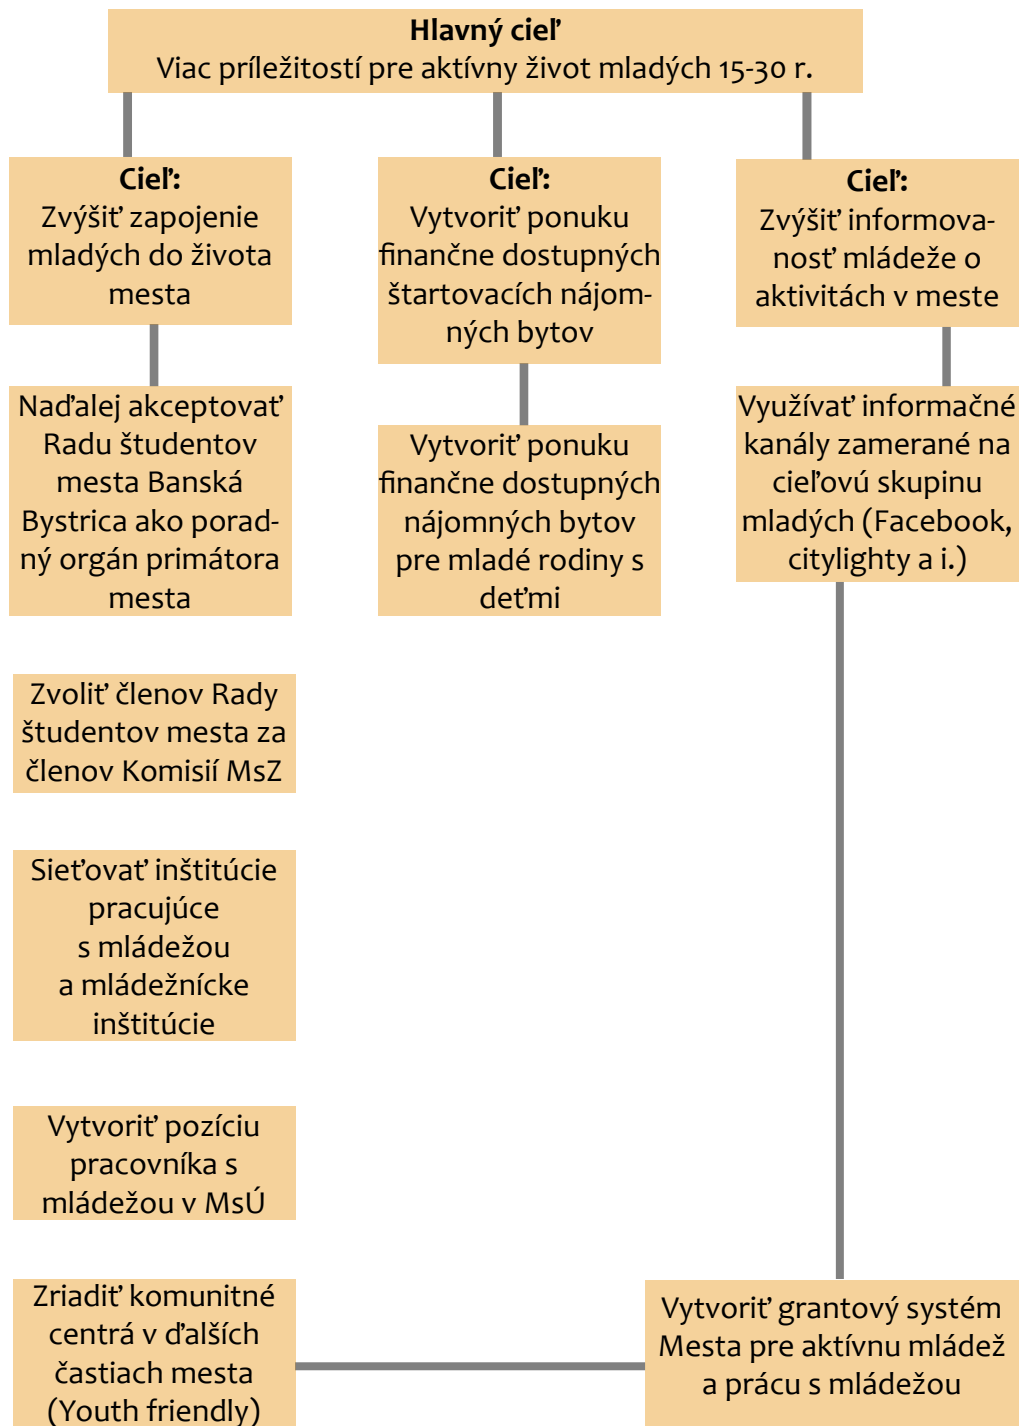 Hlavný cieľ
Viac príležitostí pre aktívny život mladých 15-30 r.
Cieľ:
Zvýšiť zapojenie
mladých do života
mesta
Cieľ:
Vytvoriť ponuku
finančne dostupných
štartovacích nájom-
ných bytov
Cieľ:
Zvýšiť informova-
nosť mládeže o
aktivitách v meste
Naďalej akceptovať
Radu študentov
mesta Banská
Bystrica ako porad-
ný orgán primátora
mesta
Vytvoriť ponuku
finančne dostupných
nájomných bytov
pre mladé rodiny s
deťmi
Využívať informačné
kanály zamerané na
cieľovú skupinu
mladých (Facebook,
citylighty a i.)
Zvoliť členov Rady
študentov mesta za
členov Komisií MsZ
Sieťovať inštitúcie
pracujúce
s mládežou
a mládežnícke
inštitúcie
Vytvoriť pozíciu
pracovníka s
mládežou v MsÚ
Zriadiť komunitné
centrá v ďalších
častiach mesta
(Youth friendly)
Vytvoriť grantový systém
Mesta pre aktívnu mládež
a prácu s mládežou